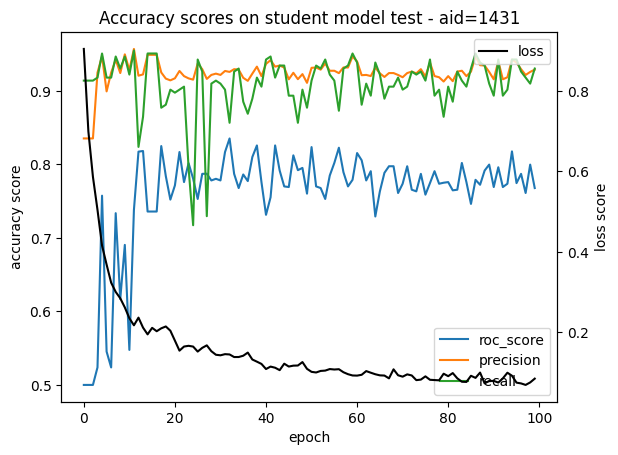 Accuracy scores on student model test - aid=1431
loss
0.9
0.8
0.7
0.6
0.5
accuracy score
0.8
0.6
0.4
0.2
loss score
roc_score
precision
recall
0
20
40
60
80
100
epoch